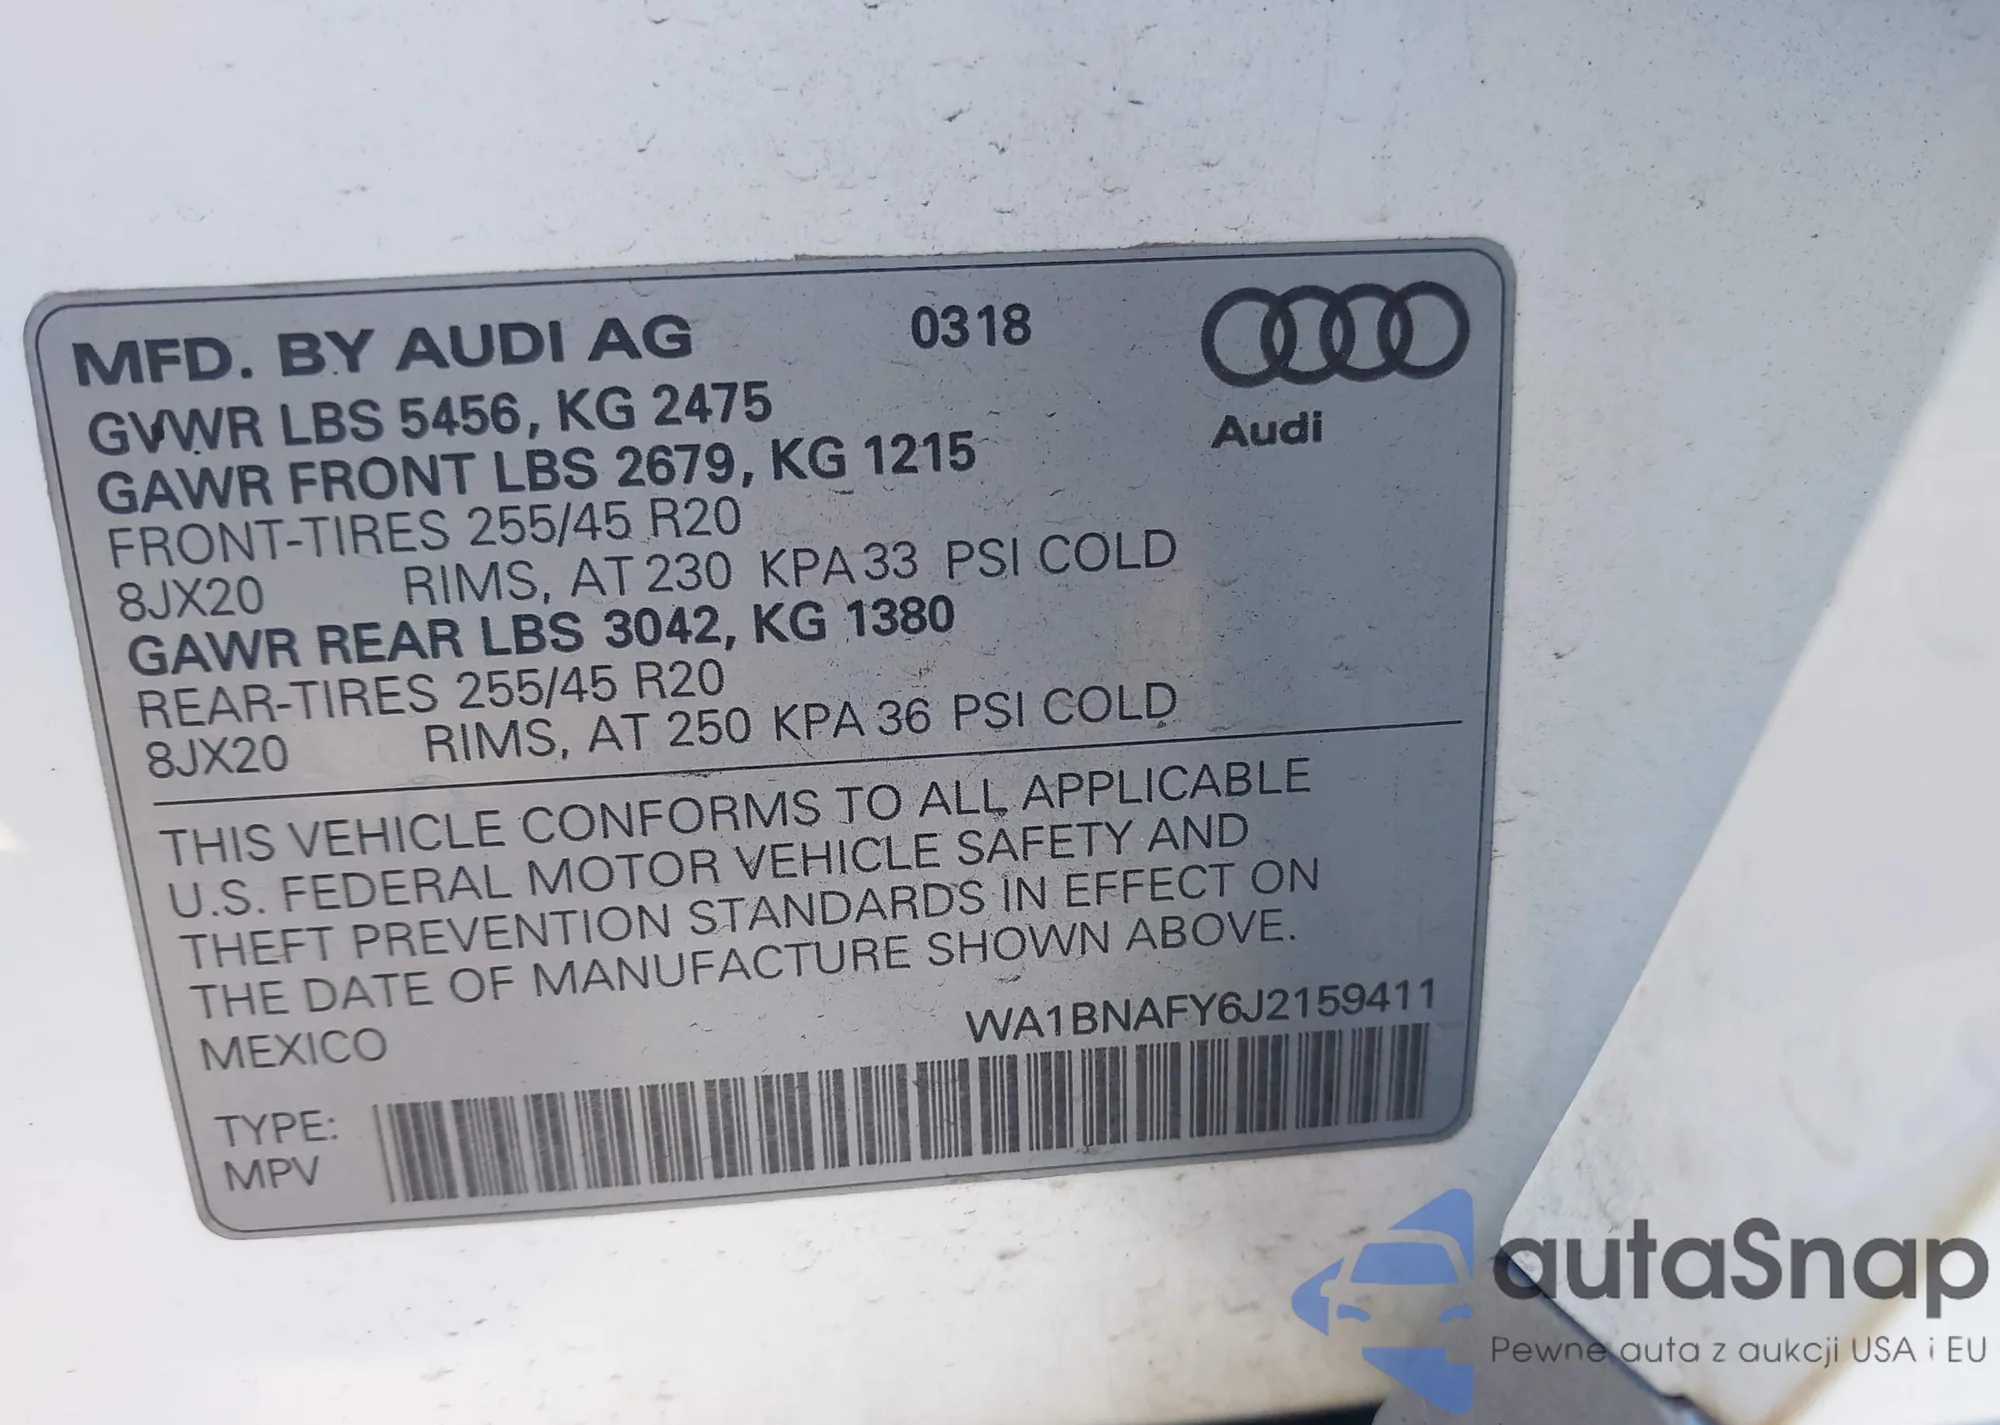 MFD. BY AUDI AG 0318
Audi
GVWR LBS 5456, KG 2475
GAWR FRONT LBS 2679, KG 1215
FRONT-TIRES 255/45 R20
8JX20 RIMS, AT 230 KPA 33 PSI COLD
GAWR REAR LBS 3042, KG 1380
REAR-TIRES 255/45 R20
8JX20 RIMS, AT 250 KPA 36 PSI COLD
THIS VEHICLE CONFORMS TO ALL APPLICABLE
U.S. FEDERAL MOTOR VEHICLE SAFETY AND
THEFT PREVENTION STANDARDS IN EFFECT ON
THE DATE OF MANUFACTURE SHOWN ABOVE.
MEXICO WA1BNAFY6J2159411
TYPE:
MPV
autaSnap
Pewne auta z aukcji USA i EU